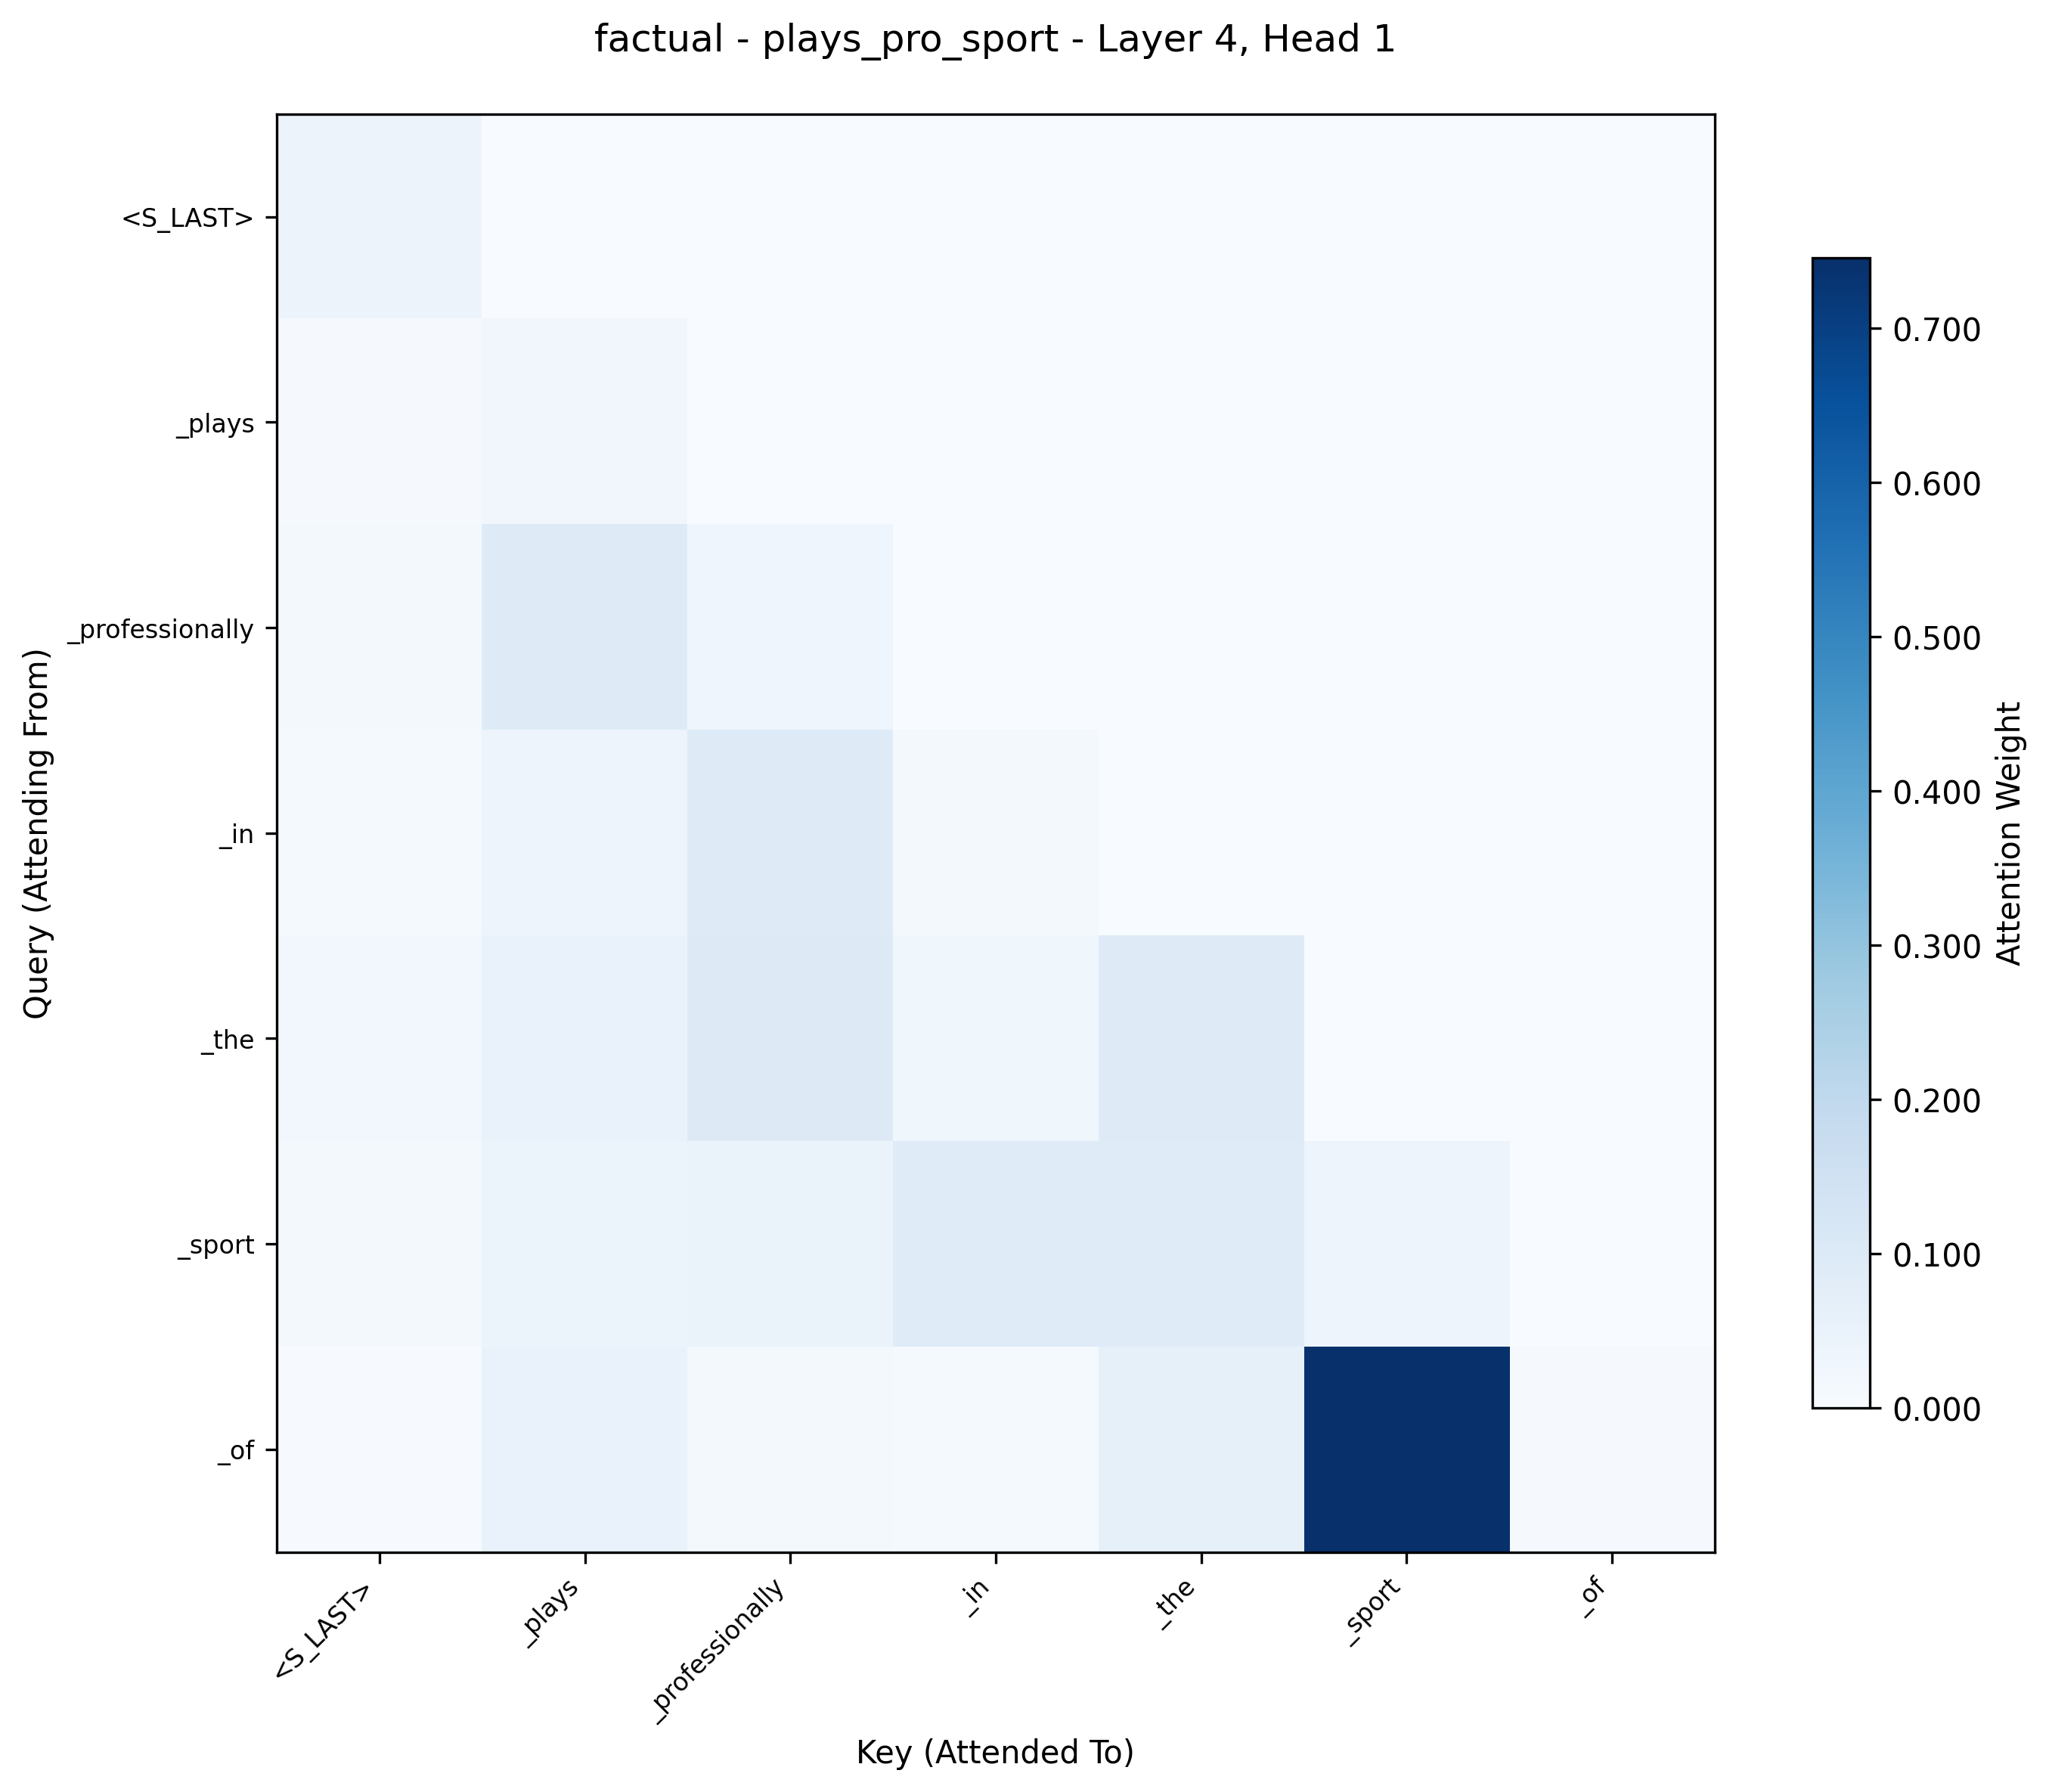 factual - plays_pro_sport - Layer 4, Head 1
Query (Attending From)
<S_LAST>
_plays
_professionally
_in
_the
_sport
_of
<S_LAST>
_plays
_professionally
_in
_the
_sport
_of
Key (Attended To)
0.700
0.600
0.500
0.400
0.300
0.200
0.100
0.000
Attention Weight